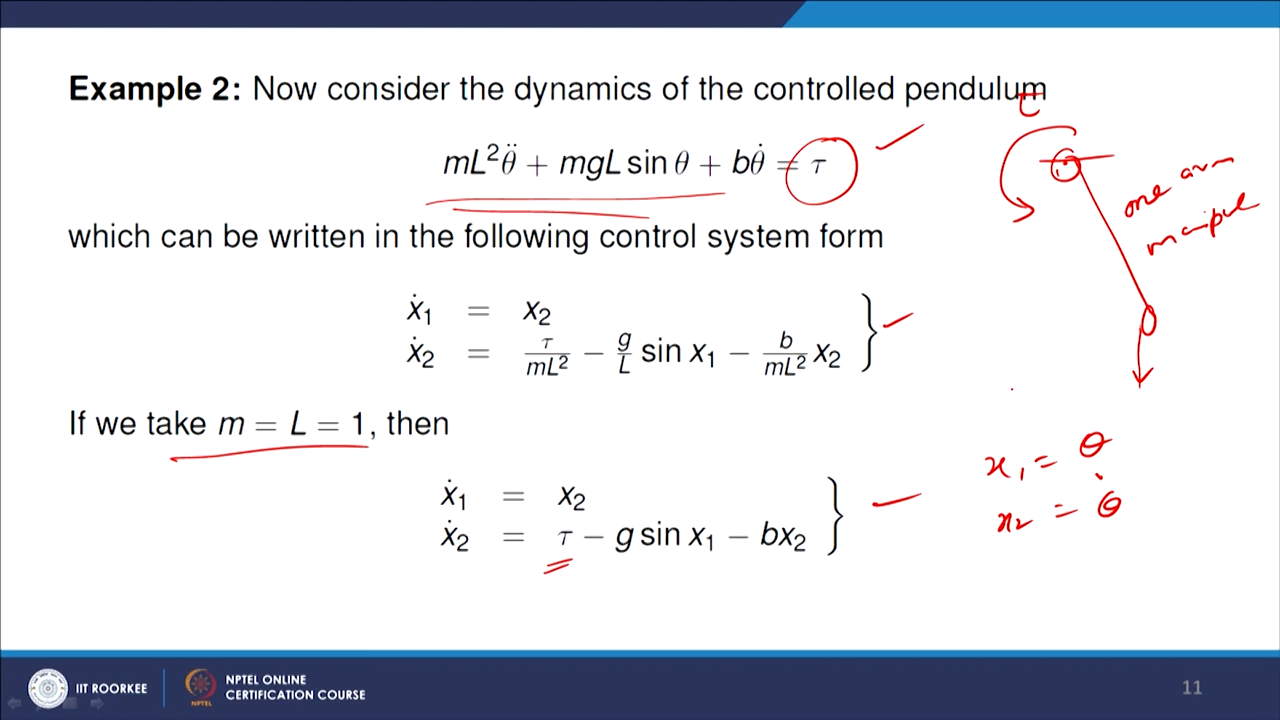 Example 2: Now consider the dynamics of the controlled pendulum
mL²θ̈ + mgL sin θ + bθ̇ = τ
which can be written in the following control system form
ẋ₁ = x₂
ẋ₂ = τ/mL² − g/L sin x₁ − b/mL² x₂
If we take m = L = 1, then
ẋ₁ = x₂
ẋ₂ = τ − g sin x₁ − bx₂
τ
one arm
x₁ = θ
x₂ = θ̇
IIT ROORKEE
NPTEL
NPTEL ONLINE
CERTIFICATION COURSE
11